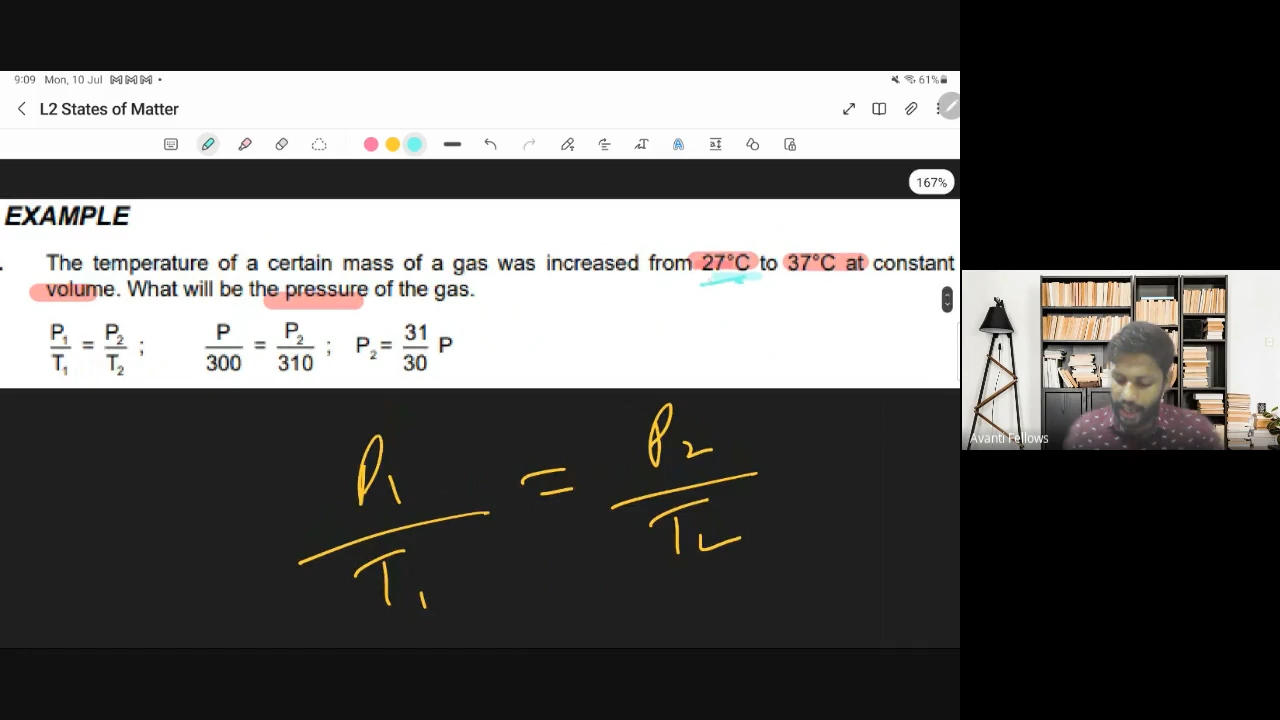 9:09 Mon, 10 Jul
61%
L2 States of Matter
167%
EXAMPLE
. The temperature of a certain mass of a gas was increased from 27°C to 37°C at constant
volume. What will be the pressure of the gas.
P₁/T₁ = P₂/T₂ ; P/300 = P₂/310 ; P₂ = 31/30 P
P₁/T₁ = P₂/T₂
Avanti Fellows